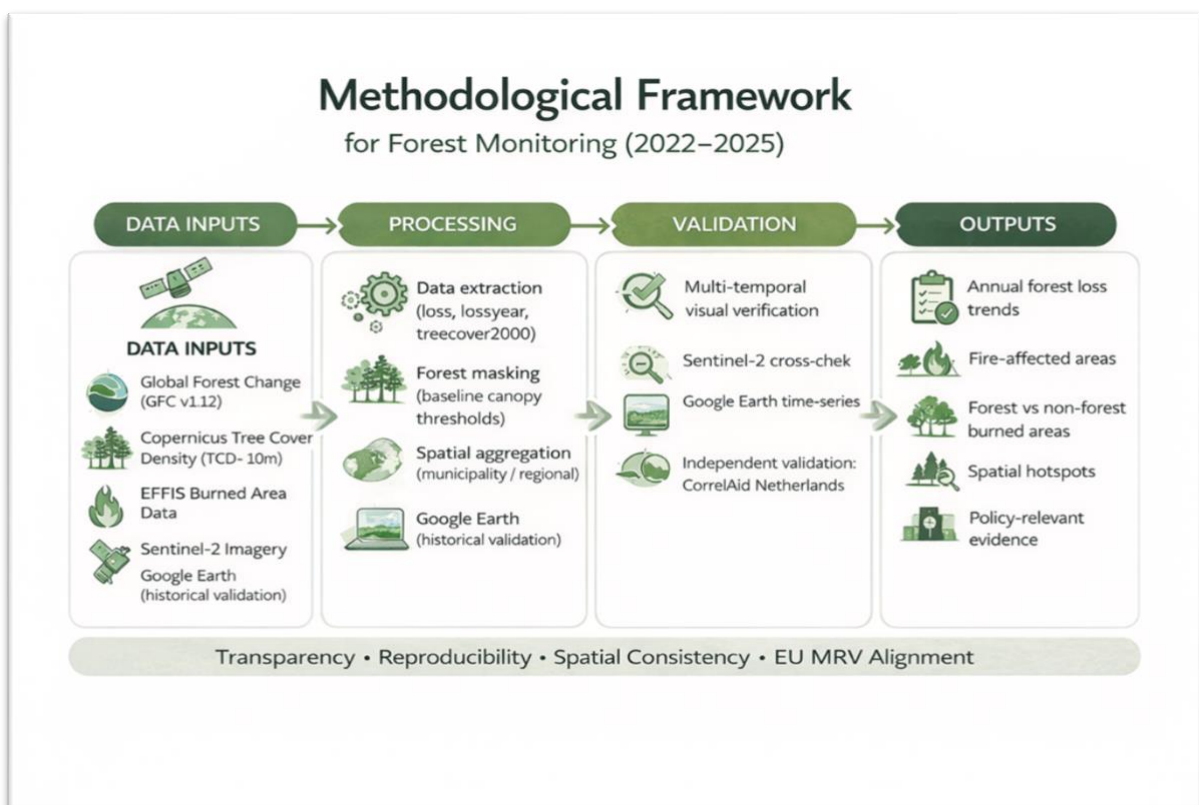 Methodological Framework
for Forest Monitoring (2022–2025)
DATA INPUTS
PROCESSING
VALIDATION
OUTPUTS
DATA INPUTS
Global Forest Change
(GFC v1.12)
Copernicus Tree Cover
Density (TCD- 10m)
EFFIS Burned Area
Data
Sentinel-2 Imagery
Google Earth
(historical validation)
Data extraction
(loss, lossyear,
treecover2000)
Forest masking
(baseline canopy
thresholds)
Spatial aggregation
(municipality / regional)
Google Earth
(historical validation)
Multi-temporal
visual verification
Sentinel-2 cross-chek
Google Earth time-series
Independent validation:
CorrelAid Netherlands
Annual forest loss
trends
Fire-affected areas
Forest vs non-forest
burned areas
Spatial hotspots
Policy-relevant
evidence
Transparency • Reproducibility • Spatial Consistency • EU MRV Alignment